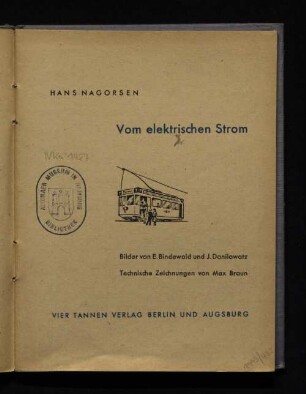 HANS NAGORSEN
Vom elektrischen Strom
BIBLIOTHEK
Bilder von E. Bindewald und J. Danilowatz
Technische Zeichnungen von Max Braun
VIER TANNEN VERLAG BERLIN UND AUGSBURG